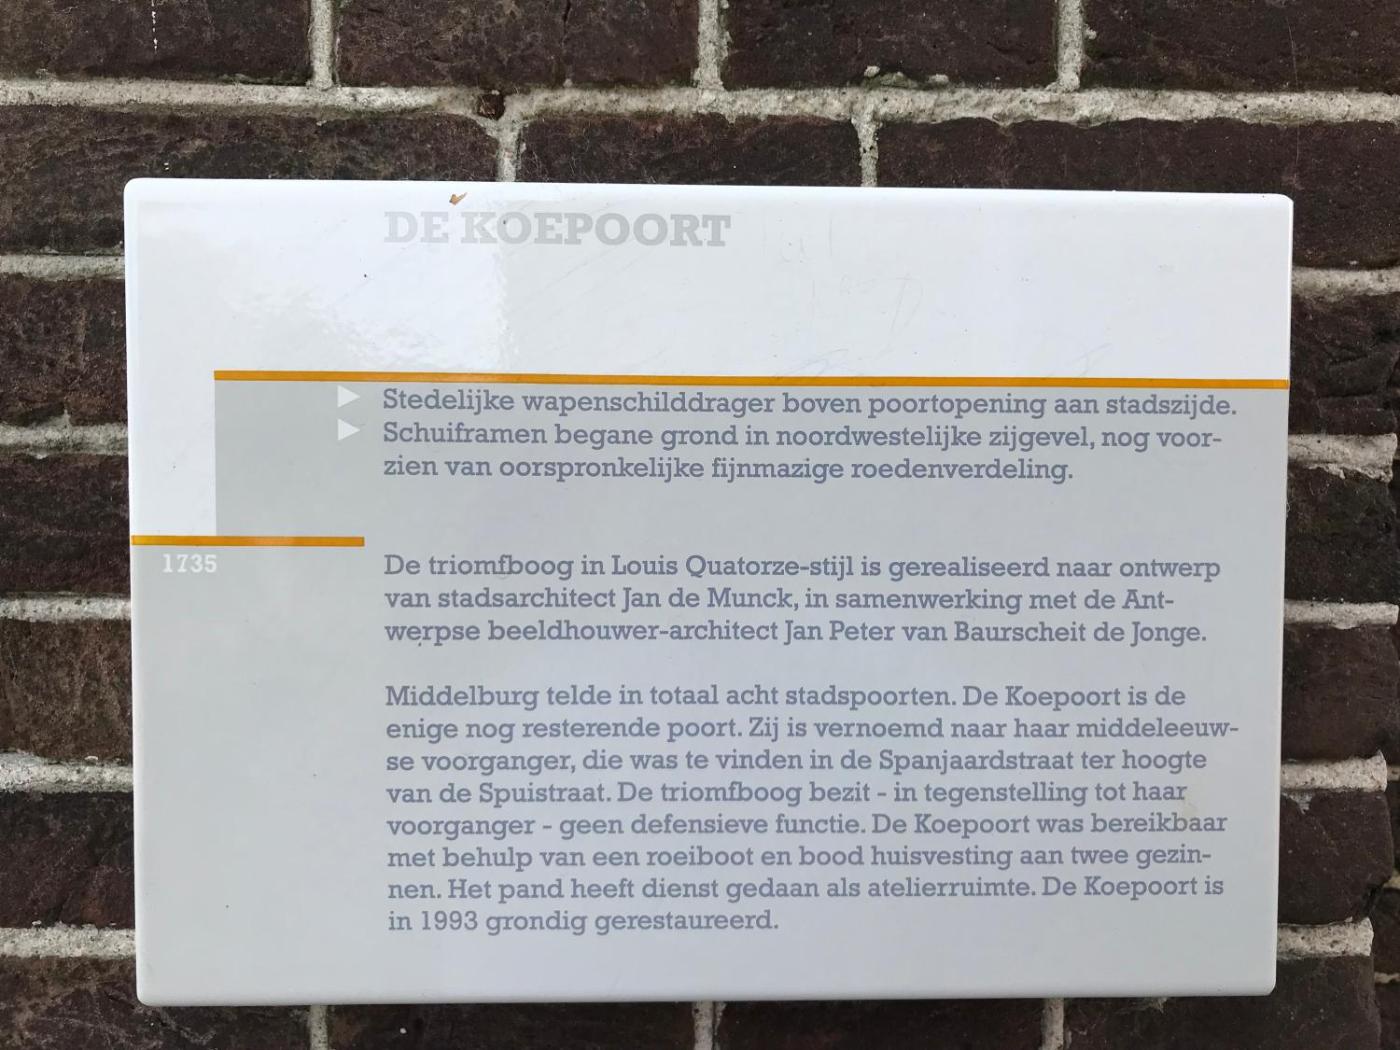 DE KOEPOORT
Stedelijke wapenschilddrager boven poortopening aan stadszijde.
Schuiframen begane grond in noordwestelijke zijgevel, nog voor-
zien van oorspronkelijke fijnmazige roedenverdeling.
1735
De triomfboog in Louis Quatorze-stijl is gerealiseerd naar ontwerp
van stadsarchitect Jan de Munck, in samenwerking met de Ant-
werpse beeldhouwer-architect Jan Peter van Baurscheit de Jonge.
Middelburg telde in totaal acht stadspoorten. De Koepoort is de
enige nog resterende poort. Zij is vernoemd naar haar middeleeuw-
se voorganger, die was te vinden in de Spanjaardstraat ter hoogte
van de Spuistraat. De triomfboog bezit - in tegenstelling tot haar
voorganger - geen defensieve functie. De Koepoort was bereikbaar
met behulp van een roeiboot en bood huisvesting aan twee gezin-
nen. Het pand heeft dienst gedaan als atelierruimte. De Koepoort is
in 1993 grondig gerestaureerd.